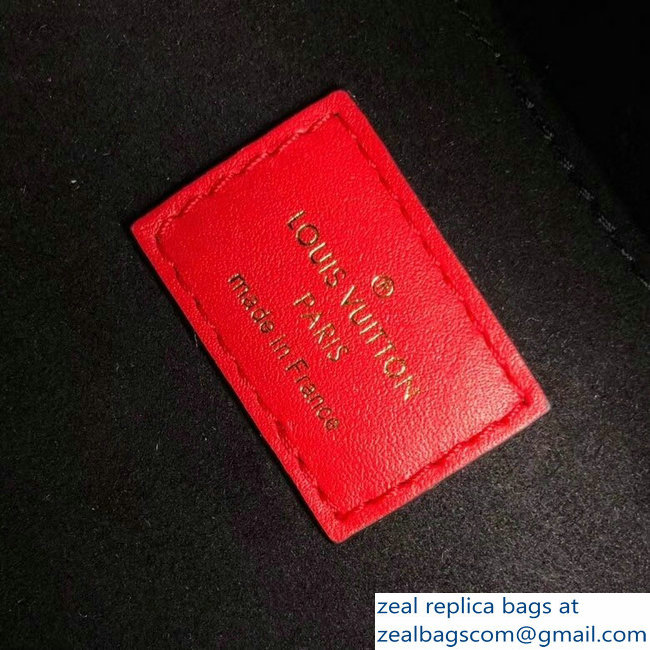 ®
LOUIS VUITTON
PARIS
made in France
zeal replica bags at
zealbagscom@gmail.com